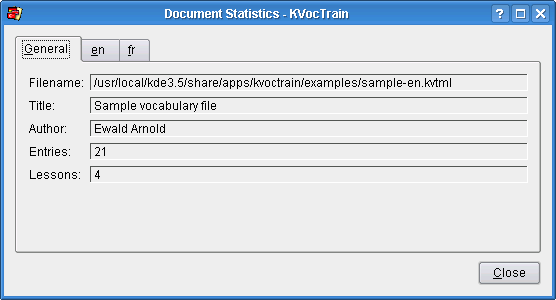 Document Statistics - KVocTrain
General en fr
Filename: /usr/local/kde3.5/share/apps/kvoctrain/examples/sample-en.kvtml
Title: Sample vocabulary file
Author: Ewald Arnold
Entries: 21
Lessons: 4
Close